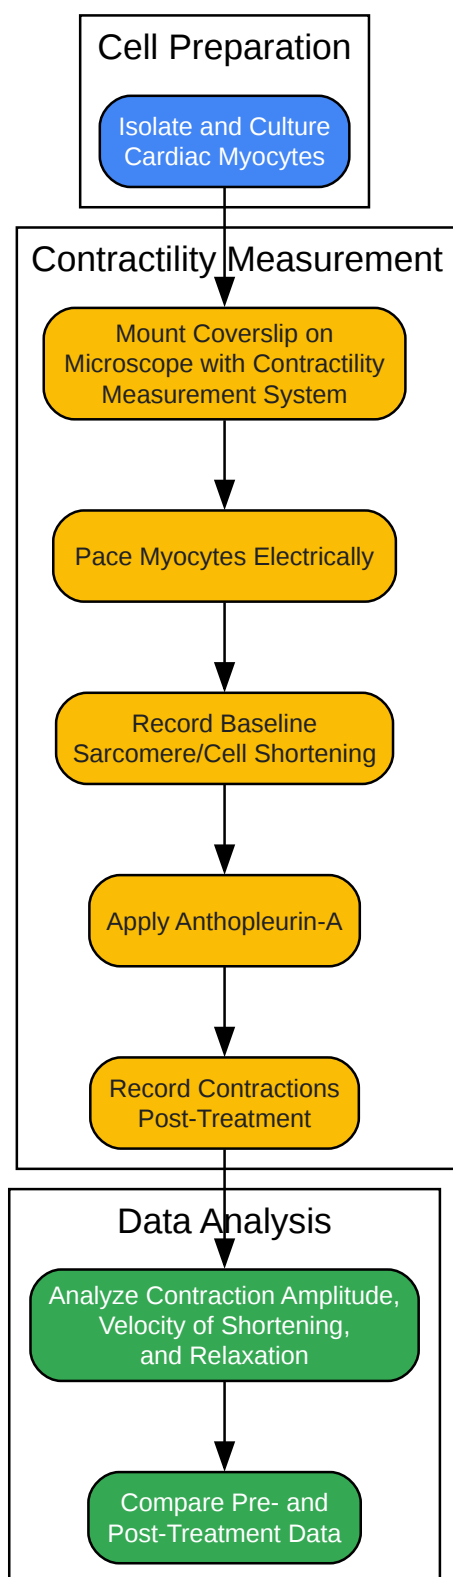 Cell Preparation
Isolate and Culture
Cardiac Myocytes
Contractility Measurement
Mount Coverslip on
Microscope with Contractility
Measurement System
Pace Myocytes Electrically
Record Baseline
Sarcomere/Cell Shortening
Apply Anthopleurin-A
Record Contractions
Post-Treatment
Data Analysis
Analyze Contraction Amplitude,
Velocity of Shortening,
and Relaxation
Compare Pre- and
Post-Treatment Data